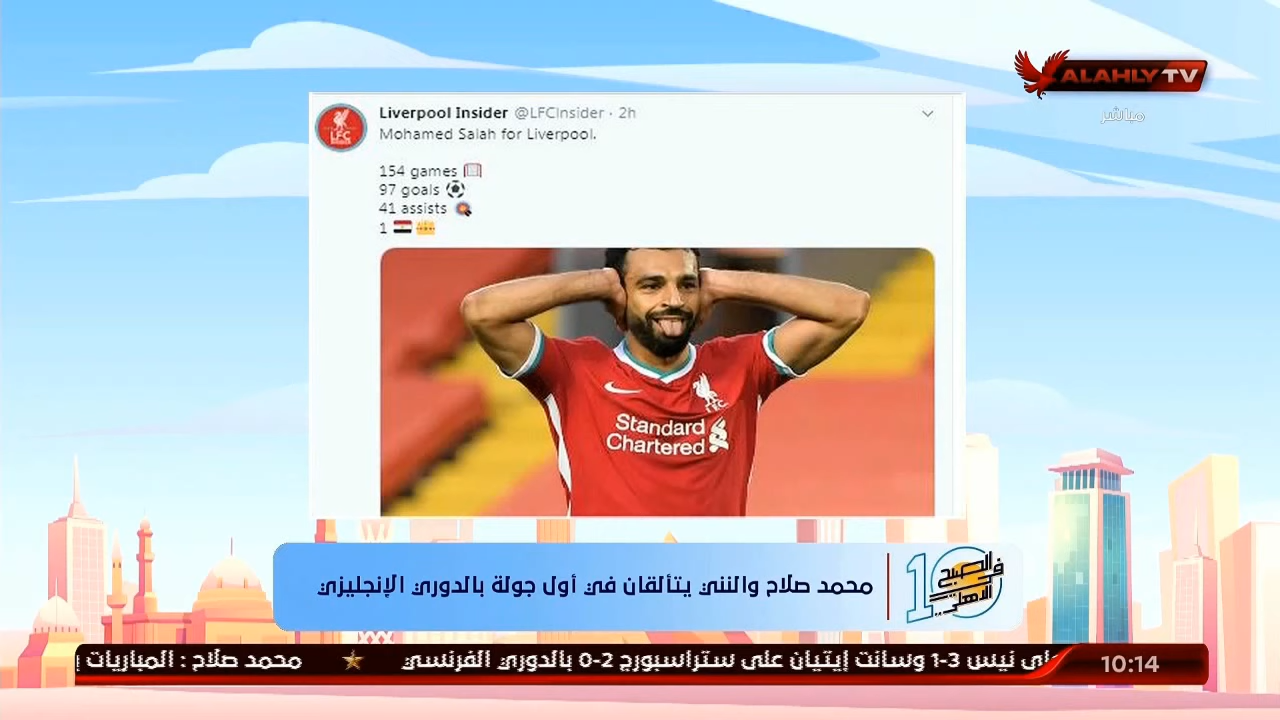 ALAHLY TV
مباشر
Liverpool Insider @LFCInsider · 2h
Mohamed Salah for Liverpool.
154 games
97 goals
41 assists
1
Standard
Chartered
محمد صلاح والنني يتألقان في أول جولة بالدوري الإنجليزي
10 الصبح في الاهلي
على نيس 3-1 وسانت إيتيان على ستراسبورج 2-0 بالدوري الفرنسي ★ محمد صلاح : المباريات
10:14